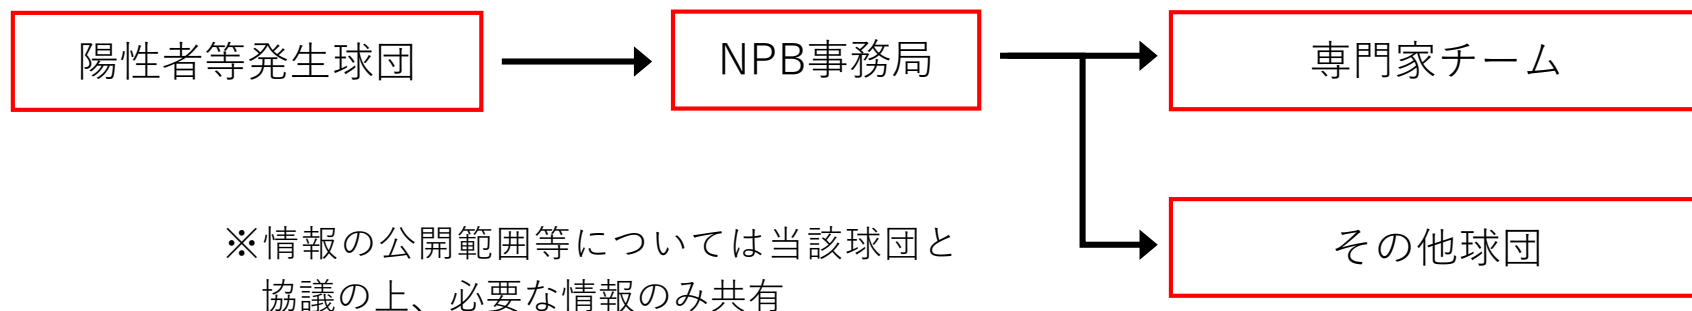 陽性者等発生球団
NPB事務局
専門家チーム
その他球団
※情報の公開範囲等については当該球団と
協議の上、必要な情報のみ共有